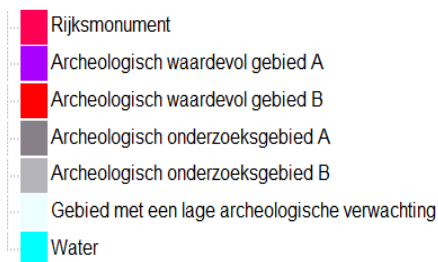 Rijksmonument
Archeologisch waardevol gebied A
Archeologisch waardevol gebied B
Archeologisch onderzoeksgebied A
Archeologisch onderzoeksgebied B
Gebied met een lage archeologische verwachting
Water